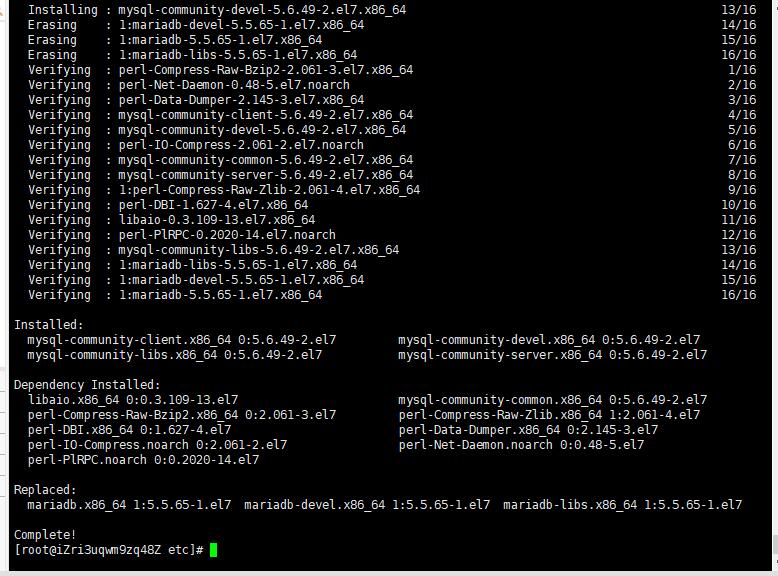 Installing : mysql-community-devel-5.6.49-2.el7.x86_64 13/16
Erasing : 1:mariadb-devel-5.5.65-1.el7.x86_64 14/16
Erasing : 1:mariadb-5.5.65-1.el7.x86_64 15/16
Erasing : 1:mariadb-libs-5.5.65-1.el7.x86_64 16/16
Verifying : perl-Compress-Raw-Bzip2-2.061-3.el7.x86_64 1/16
Verifying : perl-Net-Daemon-0.48-5.el7.noarch 2/16
Verifying : perl-Data-Dumper-2.145-3.el7.x86_64 3/16
Verifying : mysql-community-client-5.6.49-2.el7.x86_64 4/16
Verifying : mysql-community-devel-5.6.49-2.el7.x86_64 5/16
Verifying : perl-IO-Compress-2.061-2.el7.noarch 6/16
Verifying : mysql-community-common-5.6.49-2.el7.x86_64 7/16
Verifying : mysql-community-server-5.6.49-2.el7.x86_64 8/16
Verifying : 1:perl-Compress-Raw-Zlib-2.061-4.el7.x86_64 9/16
Verifying : perl-DBI-1.627-4.el7.x86_64 10/16
Verifying : libaio-0.3.109-13.el7.x86_64 11/16
Verifying : perl-PlRPC-0.2020-14.el7.noarch 12/16
Verifying : mysql-community-libs-5.6.49-2.el7.x86_64 13/16
Verifying : 1:mariadb-libs-5.5.65-1.el7.x86_64 14/16
Verifying : 1:mariadb-devel-5.5.65-1.el7.x86_64 15/16
Verifying : 1:mariadb-5.5.65-1.el7.x86_64 16/16
Installed:
mysql-community-client.x86_64 0:5.6.49-2.el7 mysql-community-devel.x86_64 0:5.6.49-2.el7
mysql-community-libs.x86_64 0:5.6.49-2.el7 mysql-community-server.x86_64 0:5.6.49-2.el7
Dependency Installed:
libaio.x86_64 0:0.3.109-13.el7 mysql-community-common.x86_64 0:5.6.49-2.el7
perl-Compress-Raw-Bzip2.x86_64 0:2.061-3.el7 perl-Compress-Raw-Zlib.x86_64 1:2.061-4.el7
perl-DBI.x86_64 0:1.627-4.el7 perl-Data-Dumper.x86_64 0:2.145-3.el7
perl-IO-Compress.noarch 0:2.061-2.el7 perl-Net-Daemon.noarch 0:0.48-5.el7
perl-PlRPC.noarch 0:0.2020-14.el7
Replaced:
mariadb.x86_64 1:5.5.65-1.el7 mariadb-devel.x86_64 1:5.5.65-1.el7 mariadb-libs.x86_64 1:5.5.65-1.el7
Complete!
[root@iZri3uqwm9zq48Z etc]#